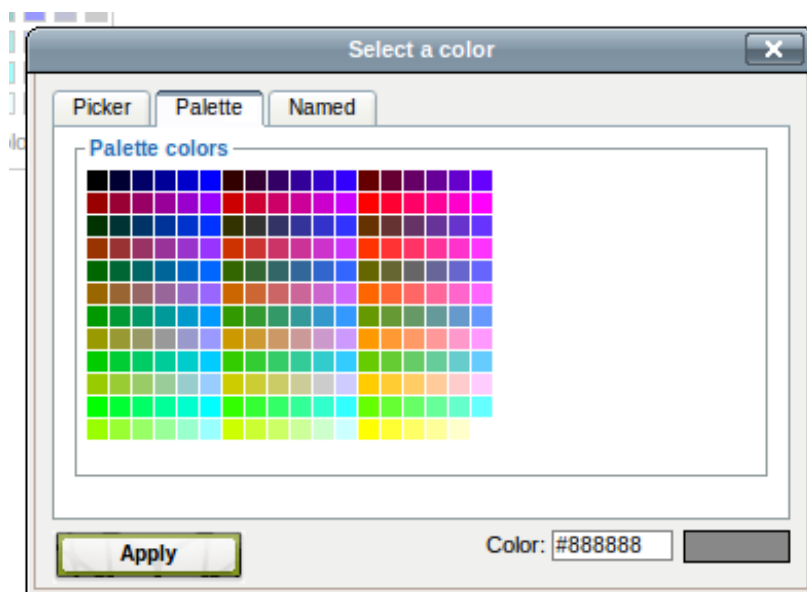 Select a color
Picker Palette Named
Palette colors
Apply
Color: #888888